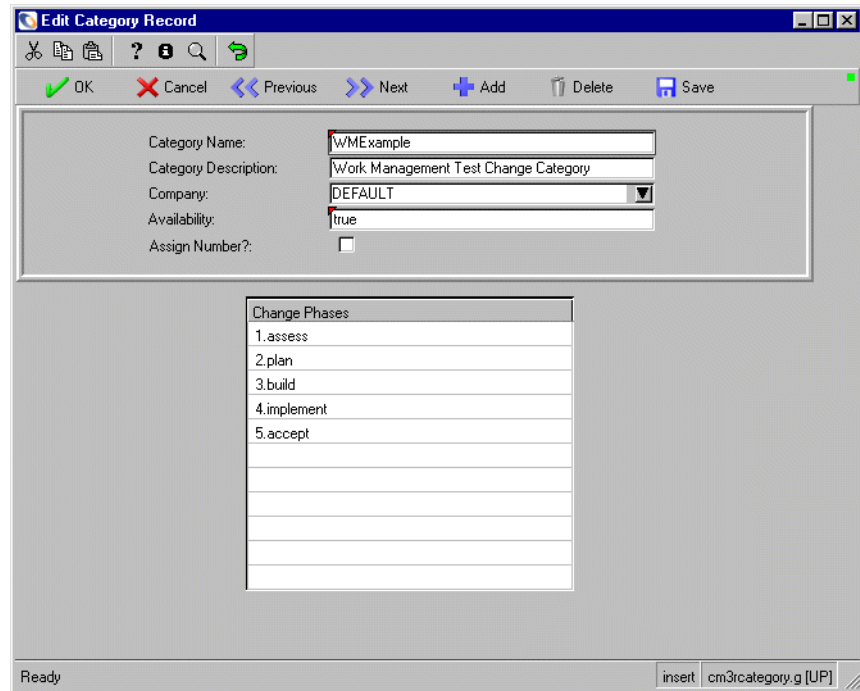 Edit Category Record
OK Cancel Previous Next Add Delete Save
Category Name: WMExample
Category Description: Work Management Test Change Category
Company: DEFAULT
Availability: true
Assign Number?:
Change Phases
1.assess
2.plan
3.build
4.implement
5.accept
Ready insert cm3rcategory.g [UP]